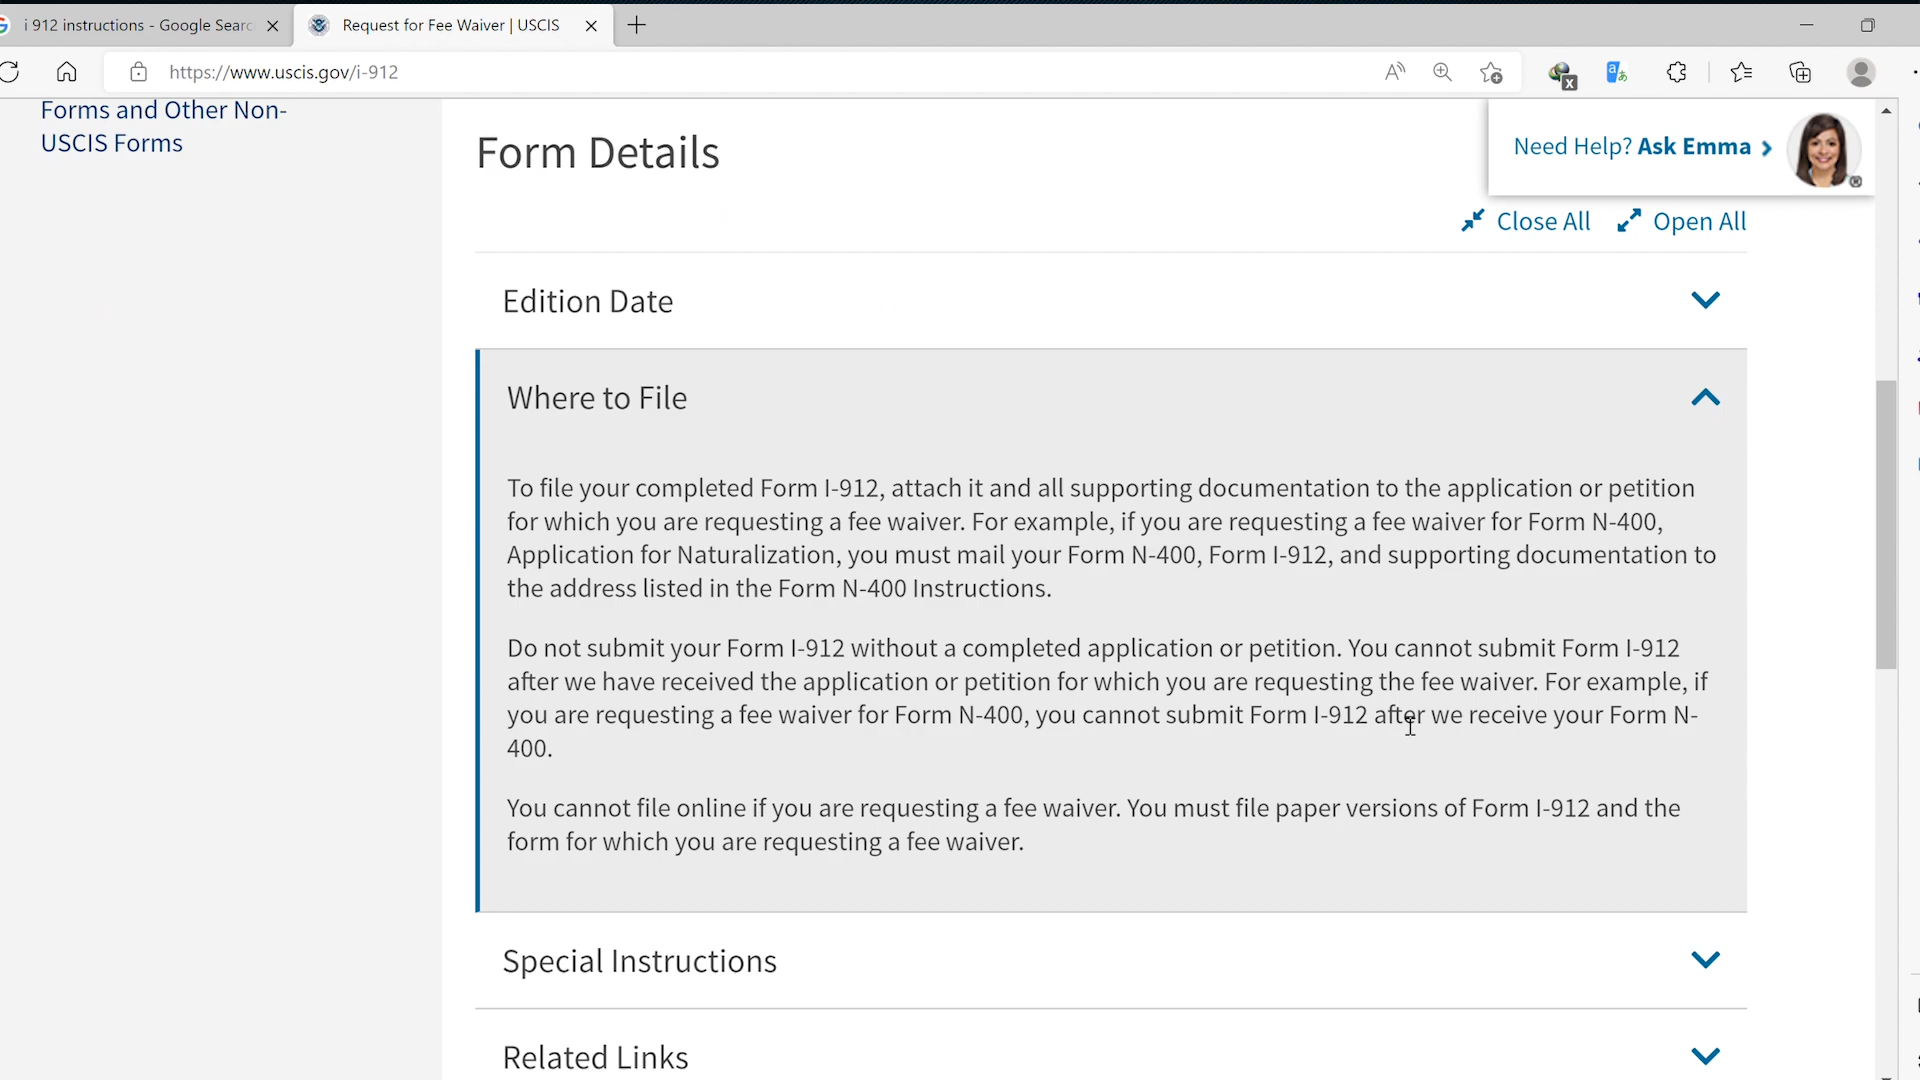 i 912 instructions - Google Searc
Request for Fee Waiver | USCIS
https://www.uscis.gov/i-912
Forms and Other Non-
USCIS Forms
Form Details
Need Help? Ask Emma
Close All
Open All
Edition Date
Where to File
To file your completed Form I-912, attach it and all supporting documentation to the application or petition
for which you are requesting a fee waiver. For example, if you are requesting a fee waiver for Form N-400,
Application for Naturalization, you must mail your Form N-400, Form I-912, and supporting documentation to
the address listed in the Form N-400 Instructions.
Do not submit your Form I-912 without a completed application or petition. You cannot submit Form I-912
after we have received the application or petition for which you are requesting the fee waiver. For example, if
you are requesting a fee waiver for Form N-400, you cannot submit Form I-912 after we receive your Form N-
400.
You cannot file online if you are requesting a fee waiver. You must file paper versions of Form I-912 and the
form for which you are requesting a fee waiver.
Special Instructions
Related Links